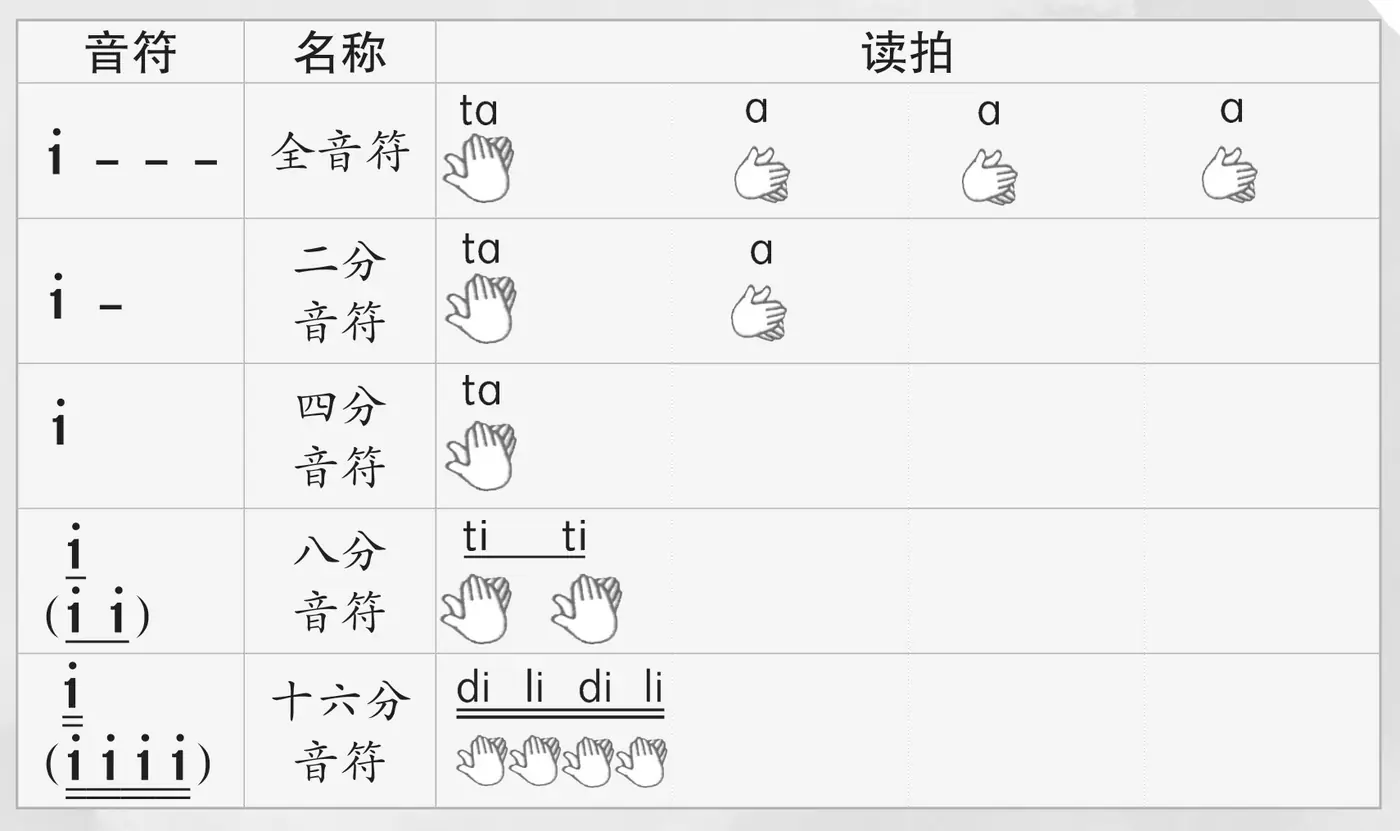 音符 名称 读拍
i – – – 全音符 ta a a a
i – 二分
音符 ta a
i 四分
音符 ta
i
(i i) 八分
音符 ti ti
i
(i i i i) 十六分
音符 di li di li